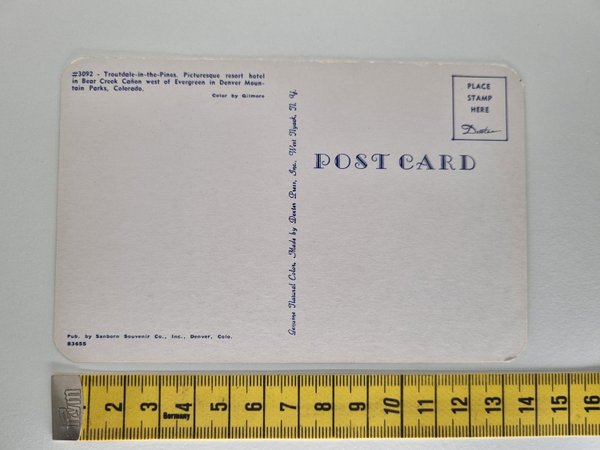 #3092 - Troutdale-in-the-Pines. Picturesque resort hotel
in Bear Creek Cañon west of Evergreen in Denver Moun-
tain Parks, Colorado.
Color by Gilmore
PLACE
STAMP
HERE
Dexter
POST CARD
Genuine Natural Color, Made by Dexter Press, Inc. West Nyack, N. Y.
Pub. by Sanborn Souvenir Co., Inc., Denver, Colo.
83655
2 3 4 5 6 7 8 9 10 11 12 13 14 15 16
Germany